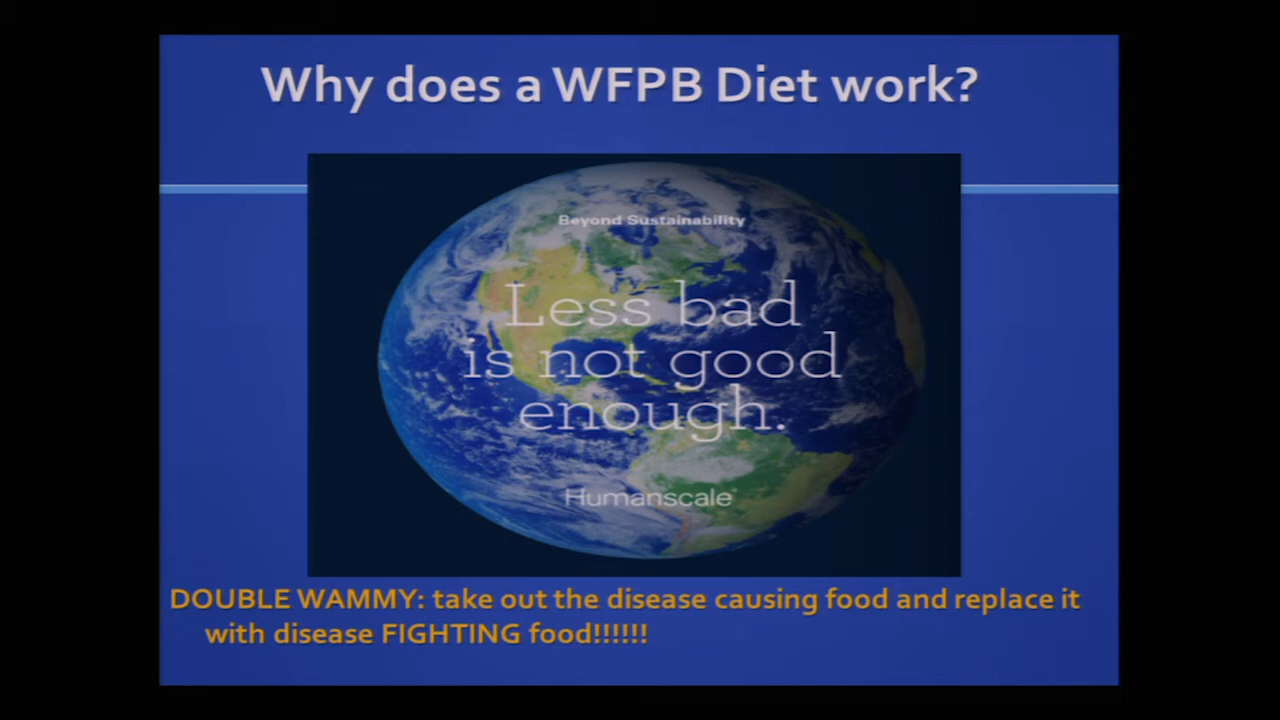 Why does a WFPB Diet work?
Beyond Sustainability
Less bad
is not good
enough.
Humanscale
DOUBLE WAMMY: take out the disease causing food and replace it
with disease FIGHTING food!!!!!!